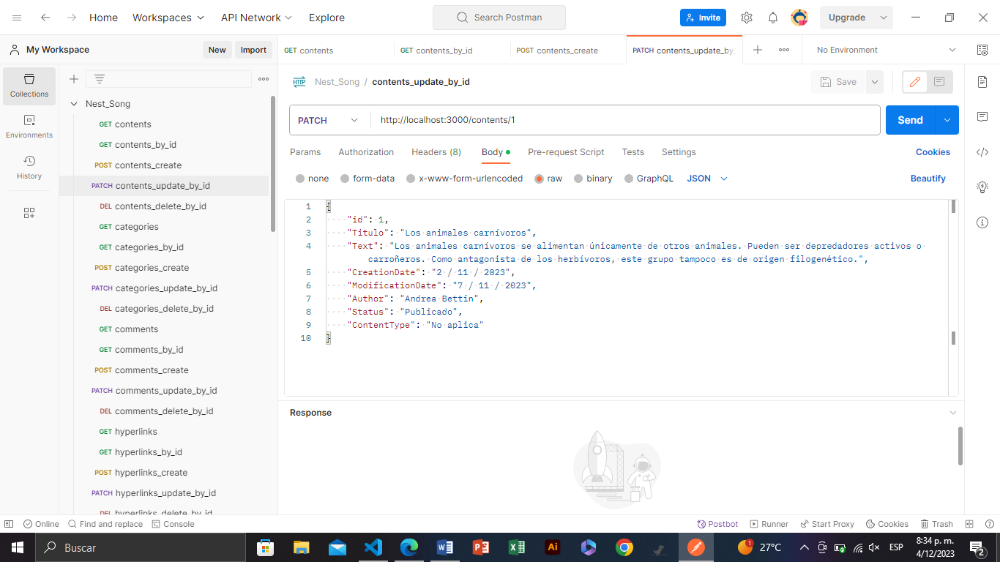 Home Workspaces API Network Explore Search Postman Invite Upgrade
My Workspace New Import GET contents GET contents_by_id POST contents_create PATCH contents_update_by_ No Environment
Collections
Environments
History
Nest_Song
GET contents
GET contents_by_id
POST contents_create
PATCH contents_update_by_id
DEL contents_delete_by_id
GET categories
GET categories_by_id
POST categories_create
PATCH categories_update_by_id
DEL categories_delete_by_id
GET comments
GET comments_by_id
POST comments_create
PATCH comments_update_by_id
DEL comments_delete_by_id
GET hyperlinks
GET hyperlinks_by_id
POST hyperlinks_create
PATCH hyperlinks_update_by_id
DEL hyperlinks_delete_by_id
HTTP Nest_Song / contents_update_by_id Save
PATCH http://localhost:3000/contents/1 Send
Params Authorization Headers (8) Body Pre-request Script Tests Settings Cookies
none form-data x-www-form-urlencoded raw binary GraphQL JSON Beautify
1 {
2 "id": 1,
3 "Titulo": "Los animales carnívoros",
4 "Text": "Los animales carnívoros se alimentan únicamente de otros animales. Pueden ser depredadores activos o
carroñeros. Como antagonista de los herbívoros, este grupo tampoco es de origen filogenético.",
5 "CreationDate": "2 / 11 / 2023",
6 "ModificationDate": "7 / 11 / 2023",
7 "Author": "Andrea Bettin",
8 "Status": "Publicado",
9 "ContentType": "No aplica"
10 }
Response
Online Find and replace Console Postbot Runner Start Proxy Cookies Trash
Buscar Ai 1 27°C ESP 8:34 p. m.
4/12/2023 2